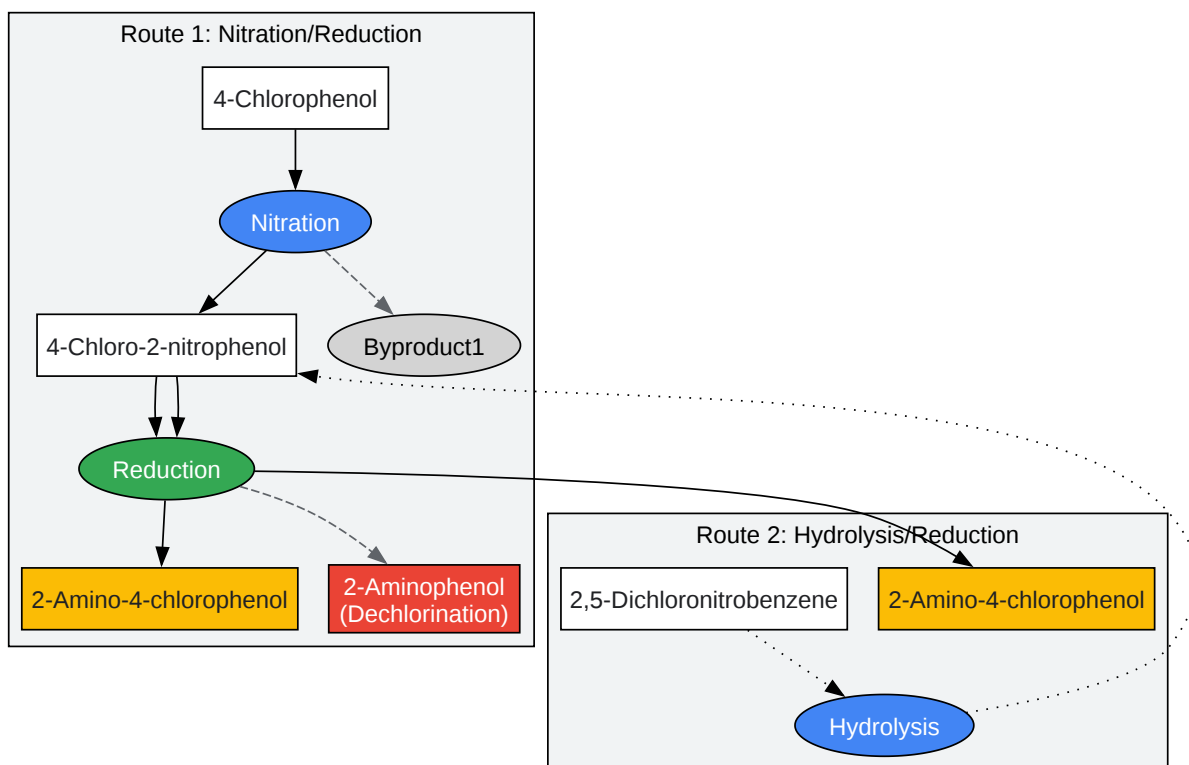 Route 1: Nitration/Reduction
4-Chlorophenol
Nitration
4-Chloro-2-nitrophenol
Byproduct1
Reduction
2-Amino-4-chlorophenol
2-Aminophenol
(Dechlorination)
Route 2: Hydrolysis/Reduction
2,5-Dichloronitrobenzene
2-Amino-4-chlorophenol
Hydrolysis